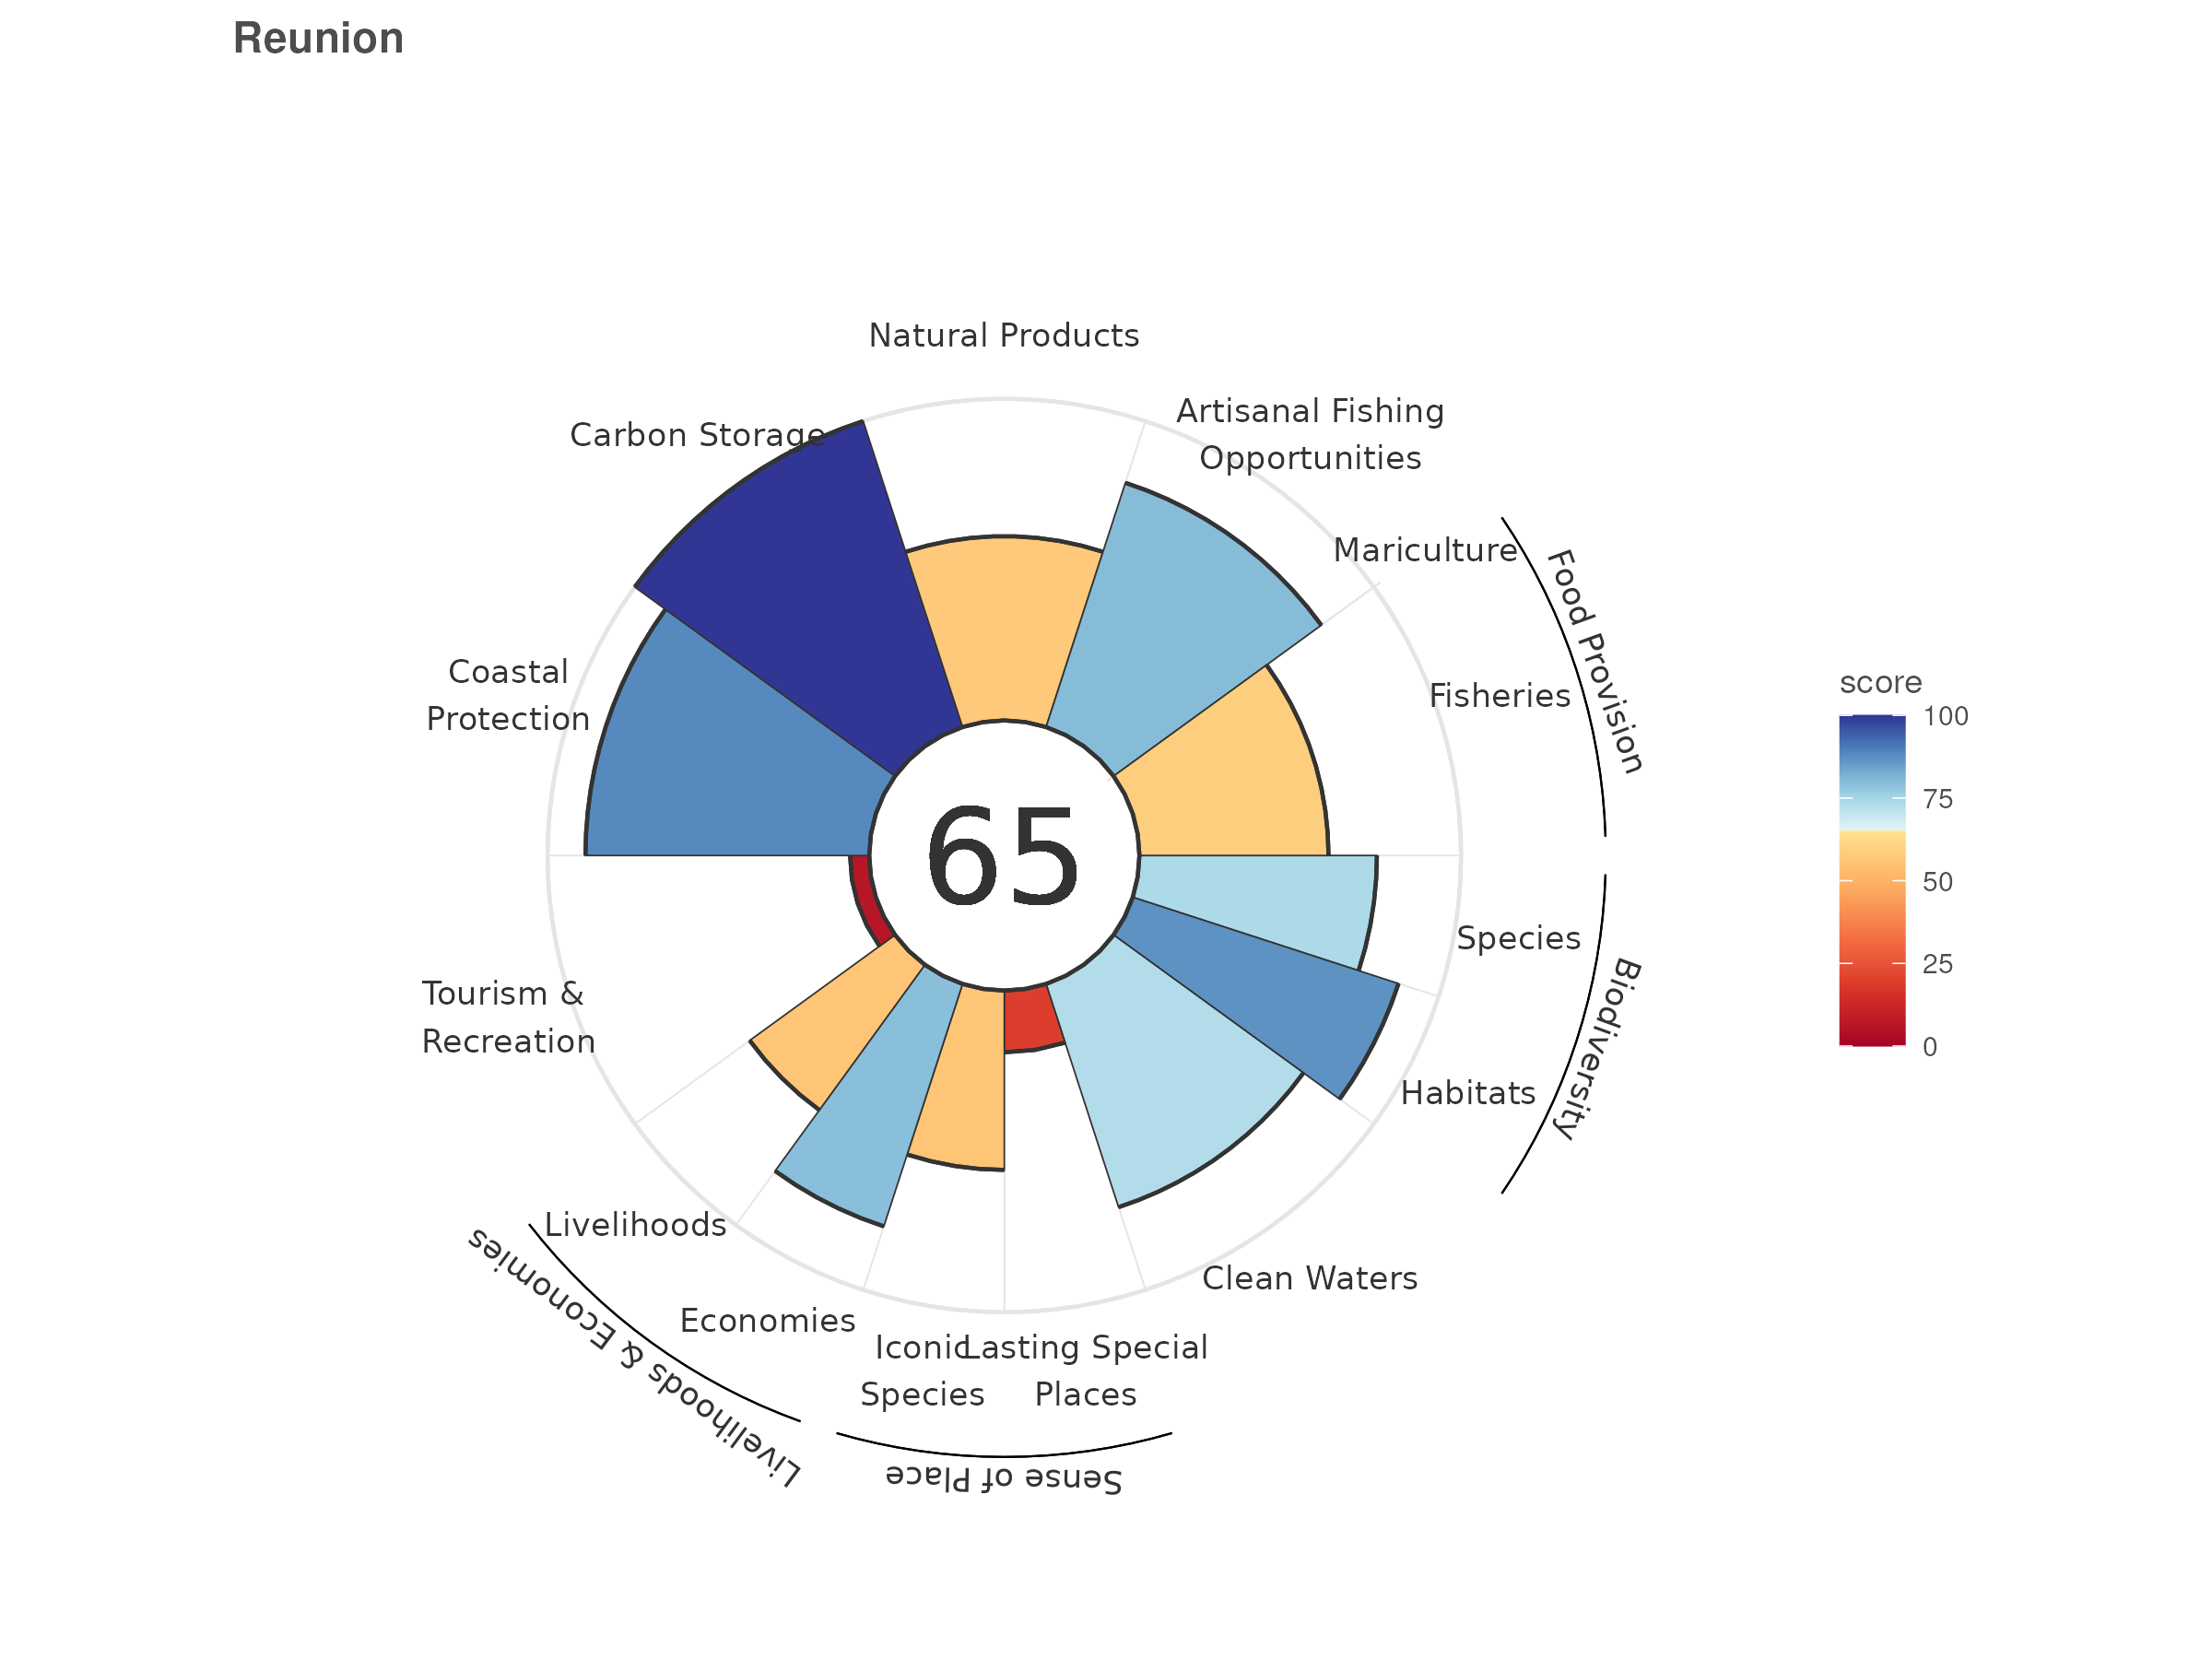 Reunion
Natural Products
Artisanal Fishing
Opportunities
Carbon Storage
Mariculture
Food Provision
Coastal
Protection
Fisheries
score
100
75
50
25
0
65
Species
Biodiversity
Tourism &
Recreation
Habitats
Livelihoods
Livelihoods & Economies
Clean Waters
Economies
Iconic
Species
Lasting Special
Places
Sense of Place